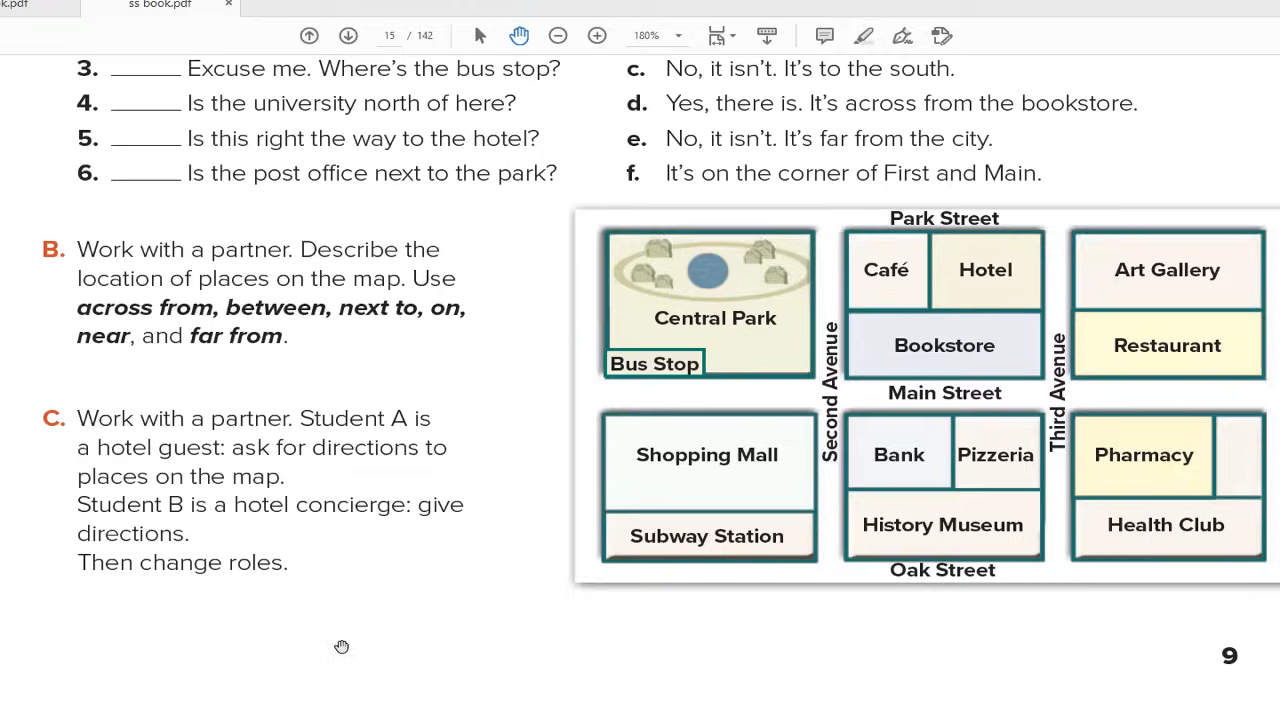 k.pdf
ss book.pdf ×
15 / 142
180%
3. ______ Excuse me. Where's the bus stop?
4. ______ Is the university north of here?
5. ______ Is this right the way to the hotel?
6. ______ Is the post office next to the park?
c. No, it isn't. It's to the south.
d. Yes, there is. It's across from the bookstore.
e. No, it isn't. It's far from the city.
f. It's on the corner of First and Main.
B. Work with a partner. Describe the
location of places on the map. Use
across from, between, next to, on,
near, and far from.
C. Work with a partner. Student A is
a hotel guest: ask for directions to
places on the map.
Student B is a hotel concierge: give
directions.
Then change roles.
Park Street
Central Park
Bus Stop
Second Avenue
Café
Hotel
Bookstore
Third Avenue
Art Gallery
Restaurant
Main Street
Shopping Mall
Subway Station
Bank
Pizzeria
History Museum
Pharmacy
Health Club
Oak Street
9